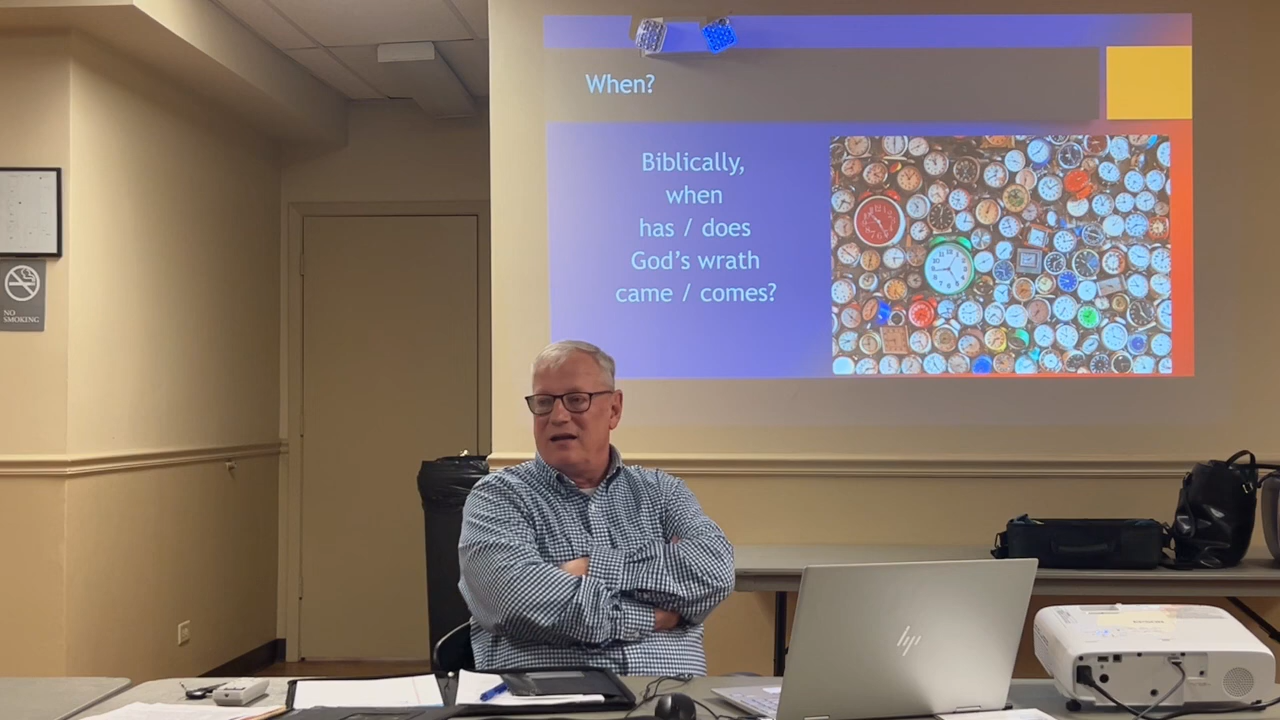 When?
Biblically,
when
has / does
God's wrath
came / comes?
NO
SMOKING
hp